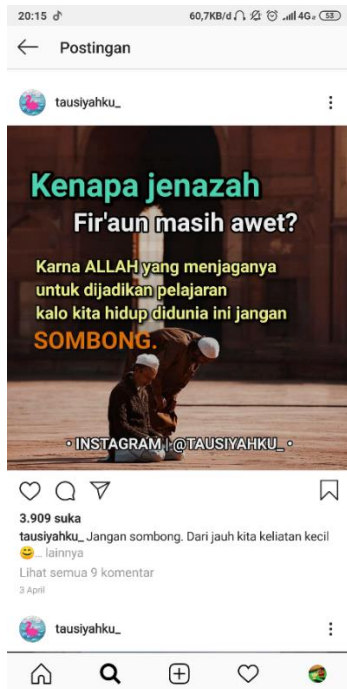 20:15
60,7KB/d 4G 53
Postingan
tausiyahku_
Kenapa jenazah
Fir'aun masih awet?
Karna ALLAH yang menjaganya
untuk dijadikan pelajaran
kalo kita hidup didunia ini jangan
SOMBONG.
• INSTAGRAM | @TAUSIYAHKU_ •
3.909 suka
tausiyahku_ Jangan sombong. Dari jauh kita keliatan kecil
😄... lainnya
Lihat semua 9 komentar
3 April
tausiyahku_